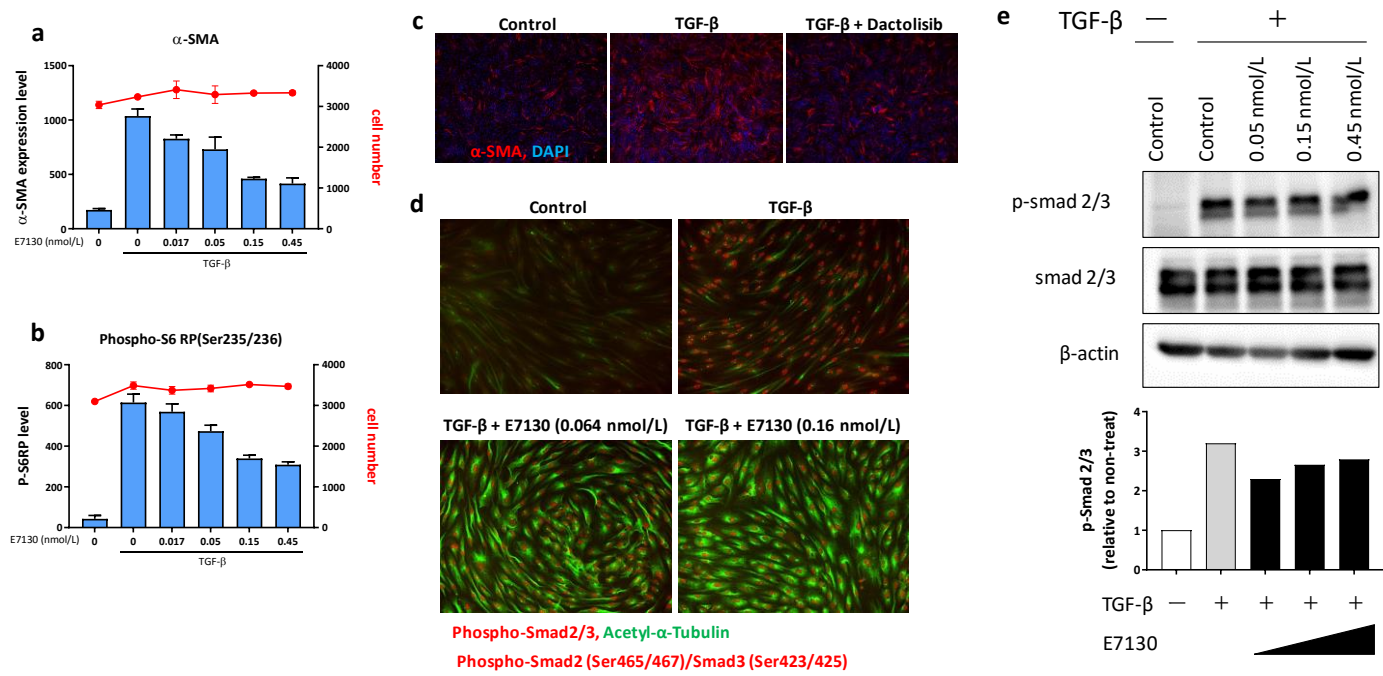 a
α-SMA
1500
1000
500
0
α-SMA expression level
4000
3000
2000
1000
0
cell number
E7130 (nmol/L)
0 0 0.017 0.05 0.15 0.45
TGF-β
b
Phospho-S6 RP(Ser235/236)
800
600
400
200
0
P-S6RP level
4000
3000
2000
1000
0
cell number
E7130 (nmol/L)
0 0 0.017 0.05 0.15 0.45
TGF-β
c
Control TGF-β TGF-β + Dactolisib
α-SMA, DAPI
d
Control TGF-β
TGF-β + E7130 (0.064 nmol/L) TGF-β + E7130 (0.16 nmol/L)
Phospho-Smad2/3, Acetyl-α-Tubulin
Phospho-Smad2 (Ser465/467)/Smad3 (Ser423/425)
e
TGF-β — +
Control
Control
0.05 nmol/L
0.15 nmol/L
0.45 nmol/L
p-smad 2/3
smad 2/3
β-actin
p-Smad 2/3
(relative to non-treat)
4
3
2
1
0
TGF-β — + + + +
E7130